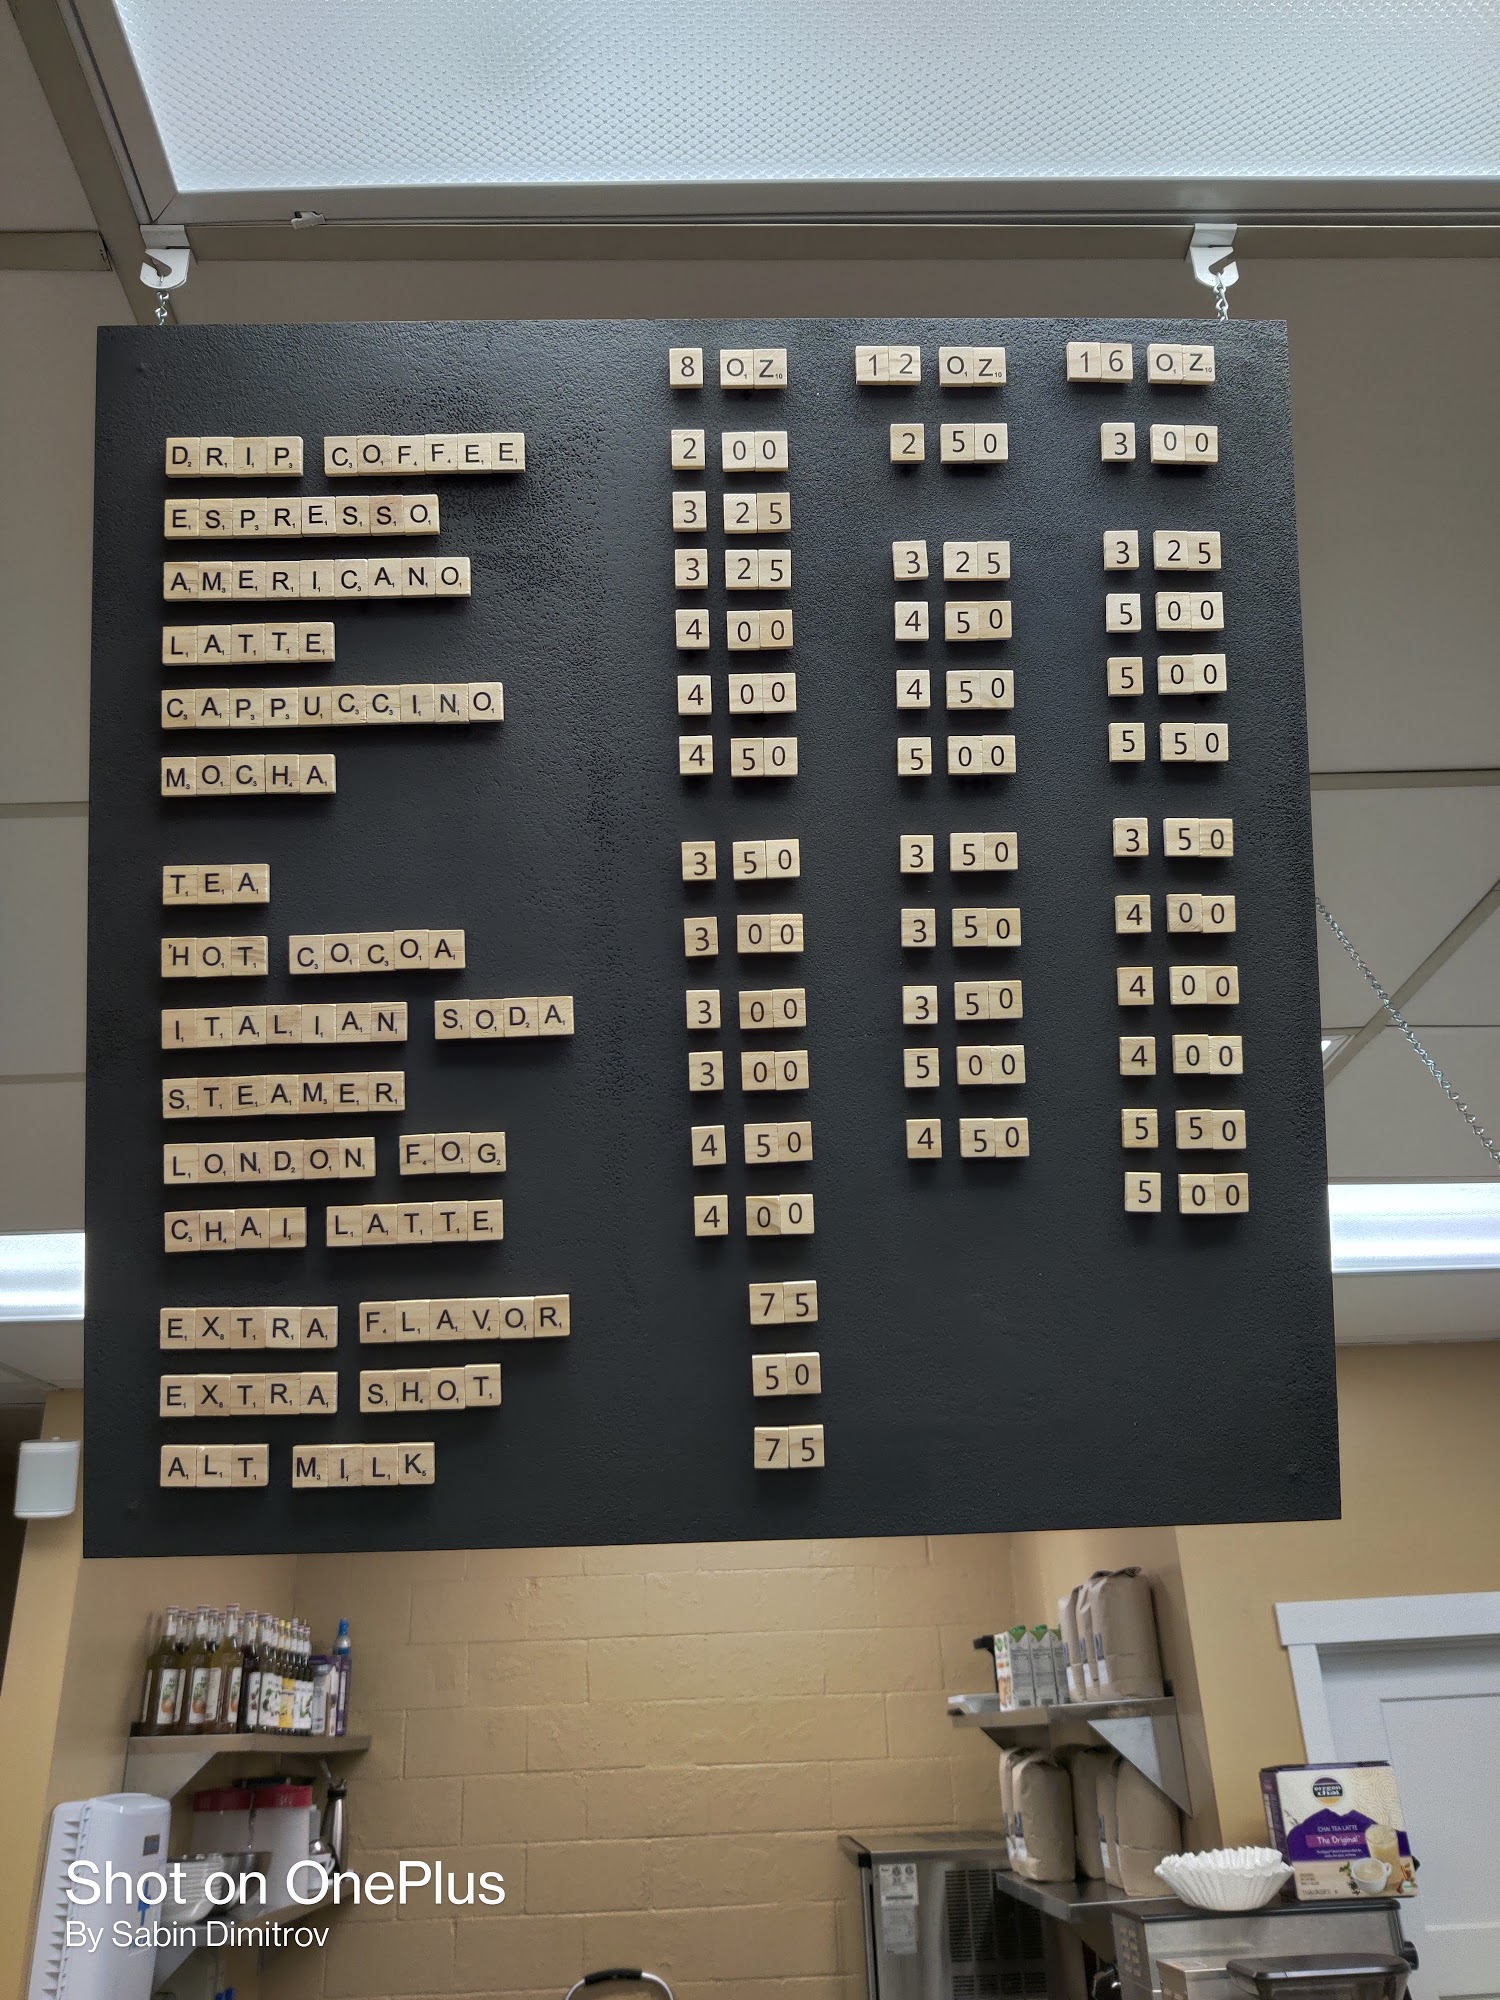 8 OZ 12 OZ 16 OZ
DRIP COFFEE 2 00 2 50 3 00
ESPRESSO 3 25
AMERICANO 3 25 3 25 3 25
LATTE 4 00 4 50 5 00
CAPPUCCINO 4 00 4 50 5 00
MOCHA 4 50 5 00 5 50
TEA 3 50 3 50 3 50
HOT COCOA 3 00 3 50 4 00
ITALIAN SODA 3 00 3 50 4 00
STEAMER 3 00 5 00 4 00
LONDON FOG 4 50 4 50 5 50
CHAI LATTE 4 00 5 00
EXTRA FLAVOR 75
EXTRA SHOT 50
ALT MILK 75
CHAI TEA LATTE
The Original
Shot on OnePlus
By Sabin Dimitrov